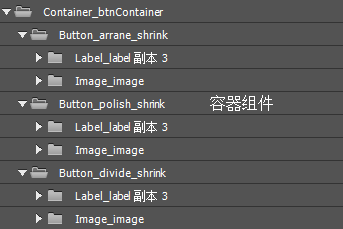 Container_btnContainer
Button_arrane_shrink
Label_label 副本 3
Image_image
Button_polish_shrink 容器组件
Label_label 副本 3
Image_image
Button_divide_shrink
Label_label 副本 3
Image_image